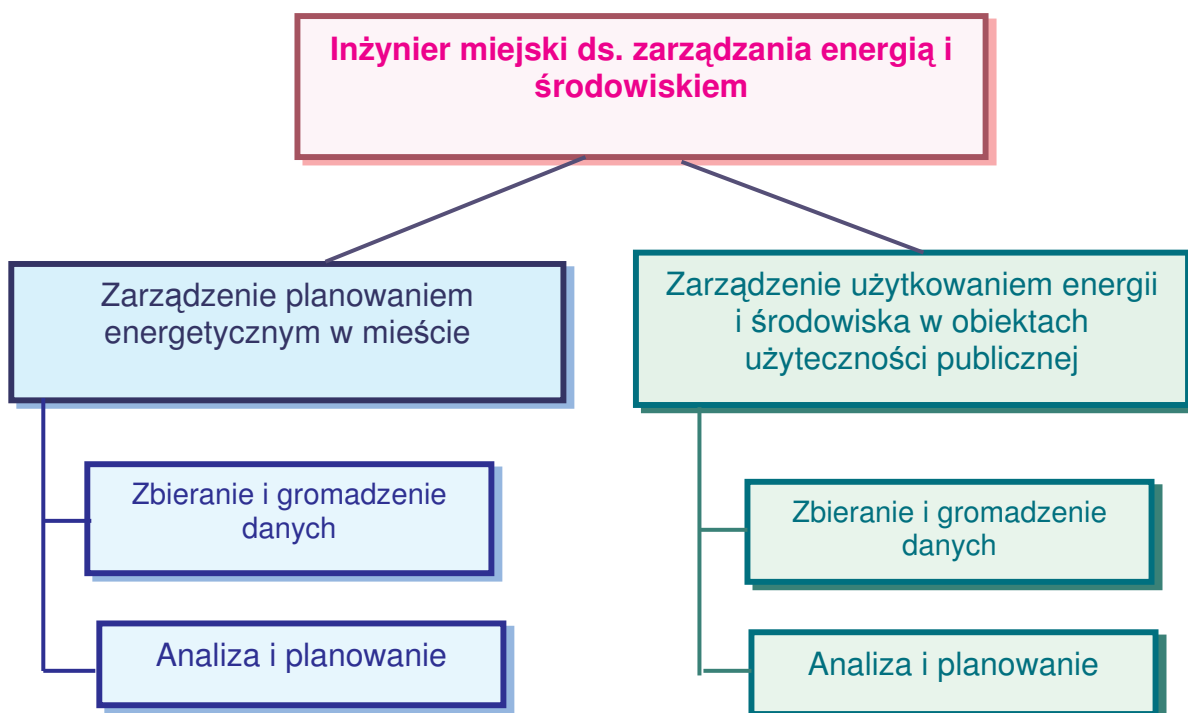 Inżynier miejski ds. zarządzania energią i
środowiskiem
Zarządzenie planowaniem
energetycznym w mieście
Zarządzenie użytkowaniem energii
i środowiska w obiektach
użyteczności publicznej
Zbieranie i gromadzenie
danych
Zbieranie i gromadzenie
danych
Analiza i planowanie
Analiza i planowanie